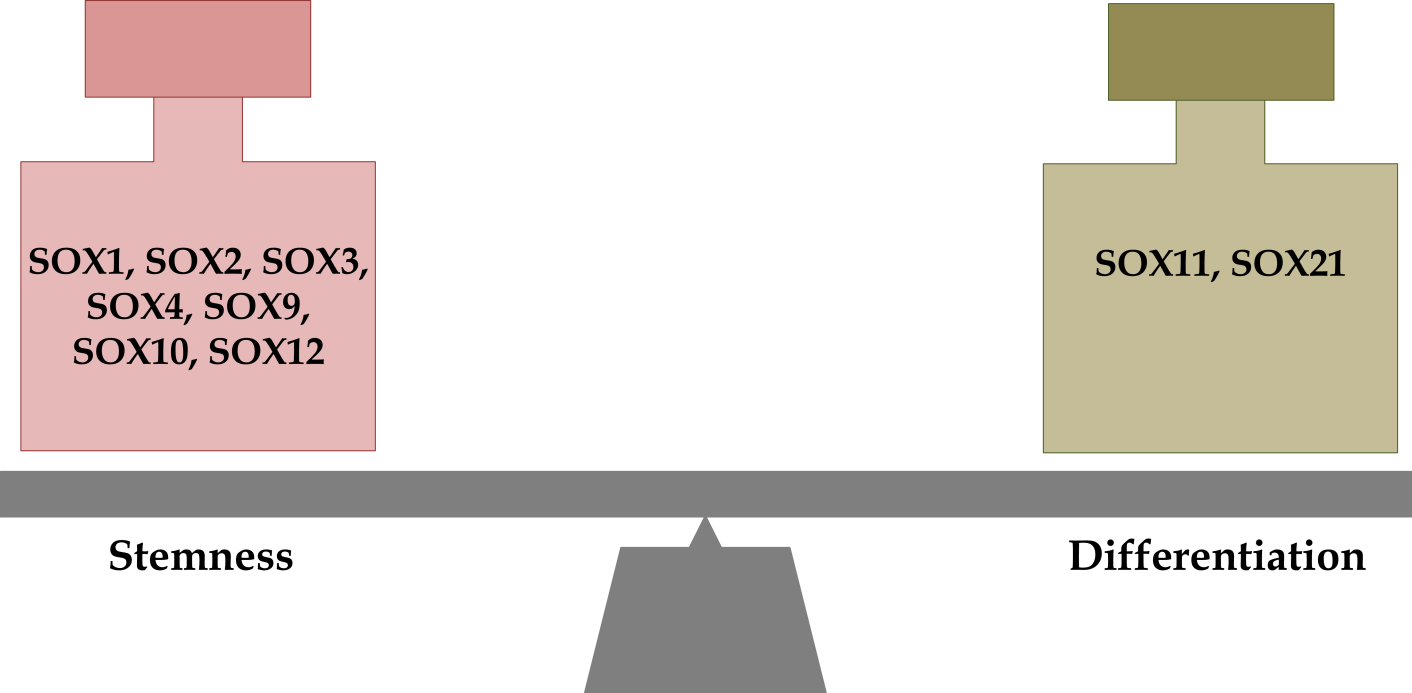 SOX1, SOX2, SOX3,
SOX4, SOX9,
SOX10, SOX12
SOX11, SOX21
Stemness
Differentiation